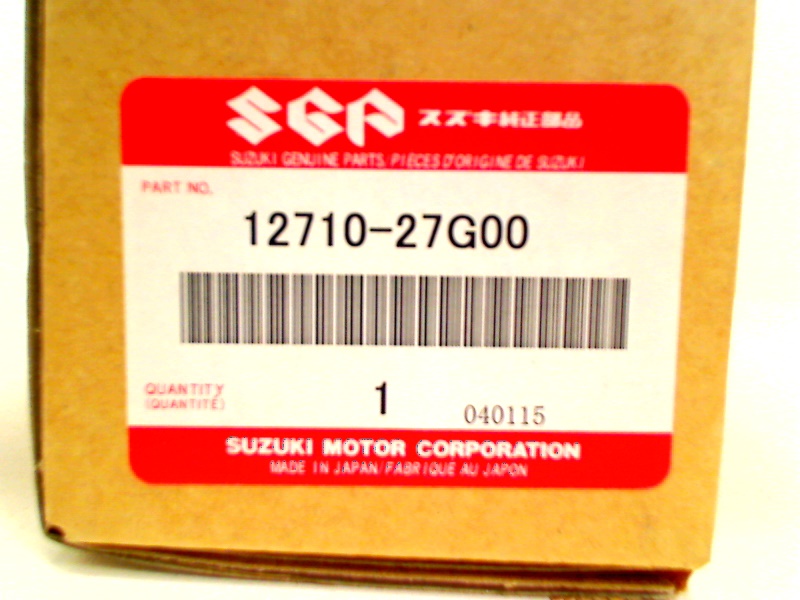 SGP スズキ純正部品
SUZUKI GENUINE PARTS/PIECES D'ORIGINE DE SUZUKI
PART NO.
12710-27G00
QUANTITY
(QUANTITÉ)
1
040115
SUZUKI MOTOR CORPORATION
MADE IN JAPAN/FABRIQUE AU JAPON